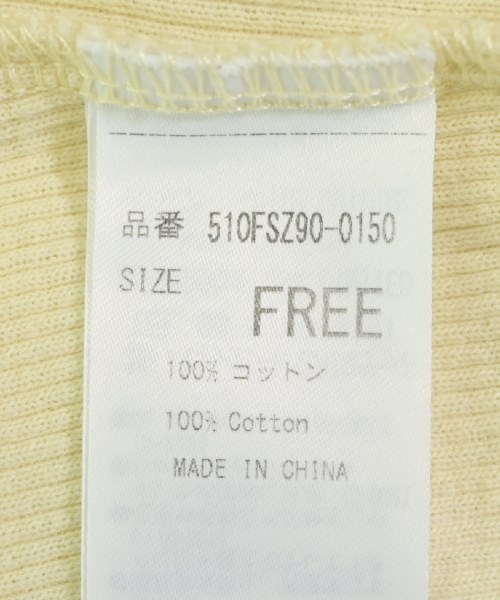 品番 510FSZ90-0150
SIZE FREE
100% コットン
100% Cotton
MADE IN CHINA